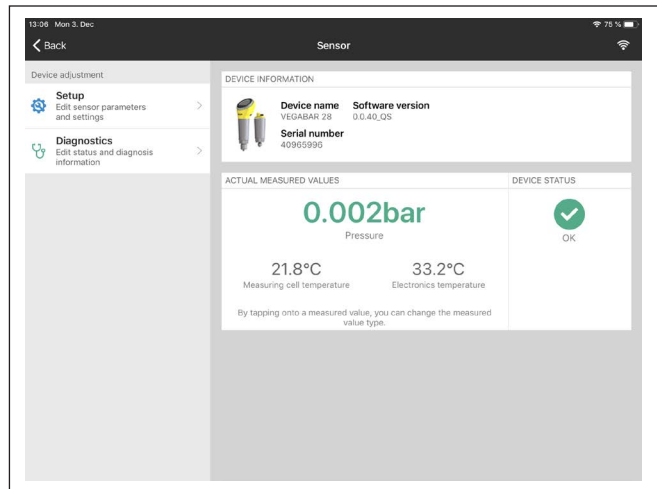 13:06 Mon 3. Dec
75 %
Back
Sensor
Device adjustment
Setup
Edit sensor parameters
and settings
Diagnostics
Edit status and diagnosis
information
DEVICE INFORMATION
Device name Software version
VEGABAR 28 0.0.40_QS
Serial number
40965996
ACTUAL MEASURED VALUES
DEVICE STATUS
0.002bar
Pressure
OK
21.8°C 33.2°C
Measuring cell temperature Electronics temperature
By tapping onto a measured value, you can change the measured
value type.